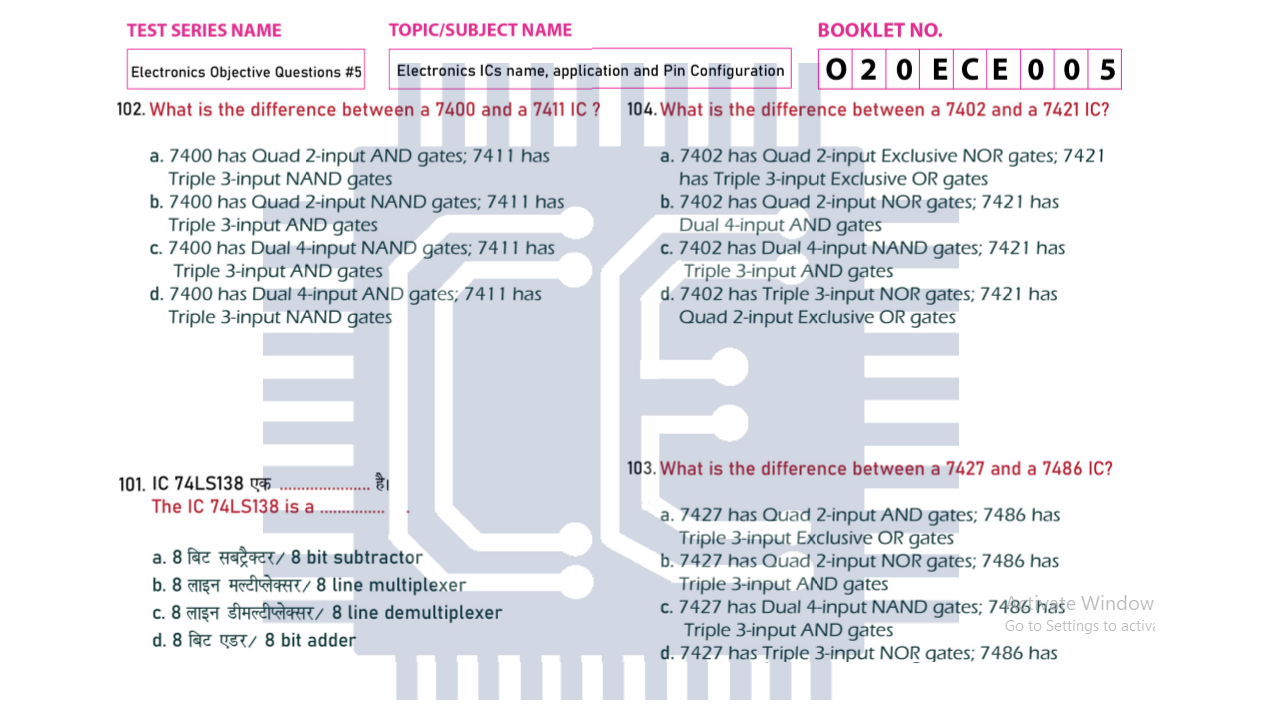 TEST SERIES NAME
TOPIC/SUBJECT NAME
BOOKLET NO.
Electronics Objective Questions #5
Electronics ICs name, application and Pin Configuration
O 2 0 E C E 0 0 5
102. What is the difference between a 7400 and a 7411 IC ?
a. 7400 has Quad 2-input AND gates; 7411 has
Triple 3-input NAND gates
b. 7400 has Quad 2-input NAND gates; 7411 has
Triple 3-input AND gates
c. 7400 has Dual 4-input NAND gates; 7411 has
Triple 3-input AND gates
d. 7400 has Dual 4-input AND gates; 7411 has
Triple 3-input NAND gates
101. IC 74LS138 एक ...................... है।
The IC 74LS138 is a ............... .
a. 8 बिट सबट्रैक्टर/ 8 bit subtractor
b. 8 लाइन मल्टीप्लेक्सर/ 8 line multiplexer
c. 8 लाइन डीमल्टीप्लेक्सर/ 8 line demultiplexer
d. 8 बिट एडर/ 8 bit adder
104. What is the difference between a 7402 and a 7421 IC?
a. 7402 has Quad 2-input Exclusive NOR gates; 7421
has Triple 3-input Exclusive OR gates
b. 7402 has Quad 2-input NOR gates; 7421 has
Dual 4-input AND gates
c. 7402 has Dual 4-input NAND gates; 7421 has
Triple 3-input AND gates
d. 7402 has Triple 3-input NOR gates; 7421 has
Quad 2-input Exclusive OR gates
103. What is the difference between a 7427 and a 7486 IC?
a. 7427 has Quad 2-input AND gates; 7486 has
Triple 3-input Exclusive OR gates
b. 7427 has Quad 2-input NOR gates; 7486 has
Triple 3-input AND gates
c. 7427 has Dual 4-input NAND gates; 7486 has
Triple 3-input AND gates
d. 7427 has Triple 3-input NOR gates; 7486 has
Activate Window
Go to Settings to activa